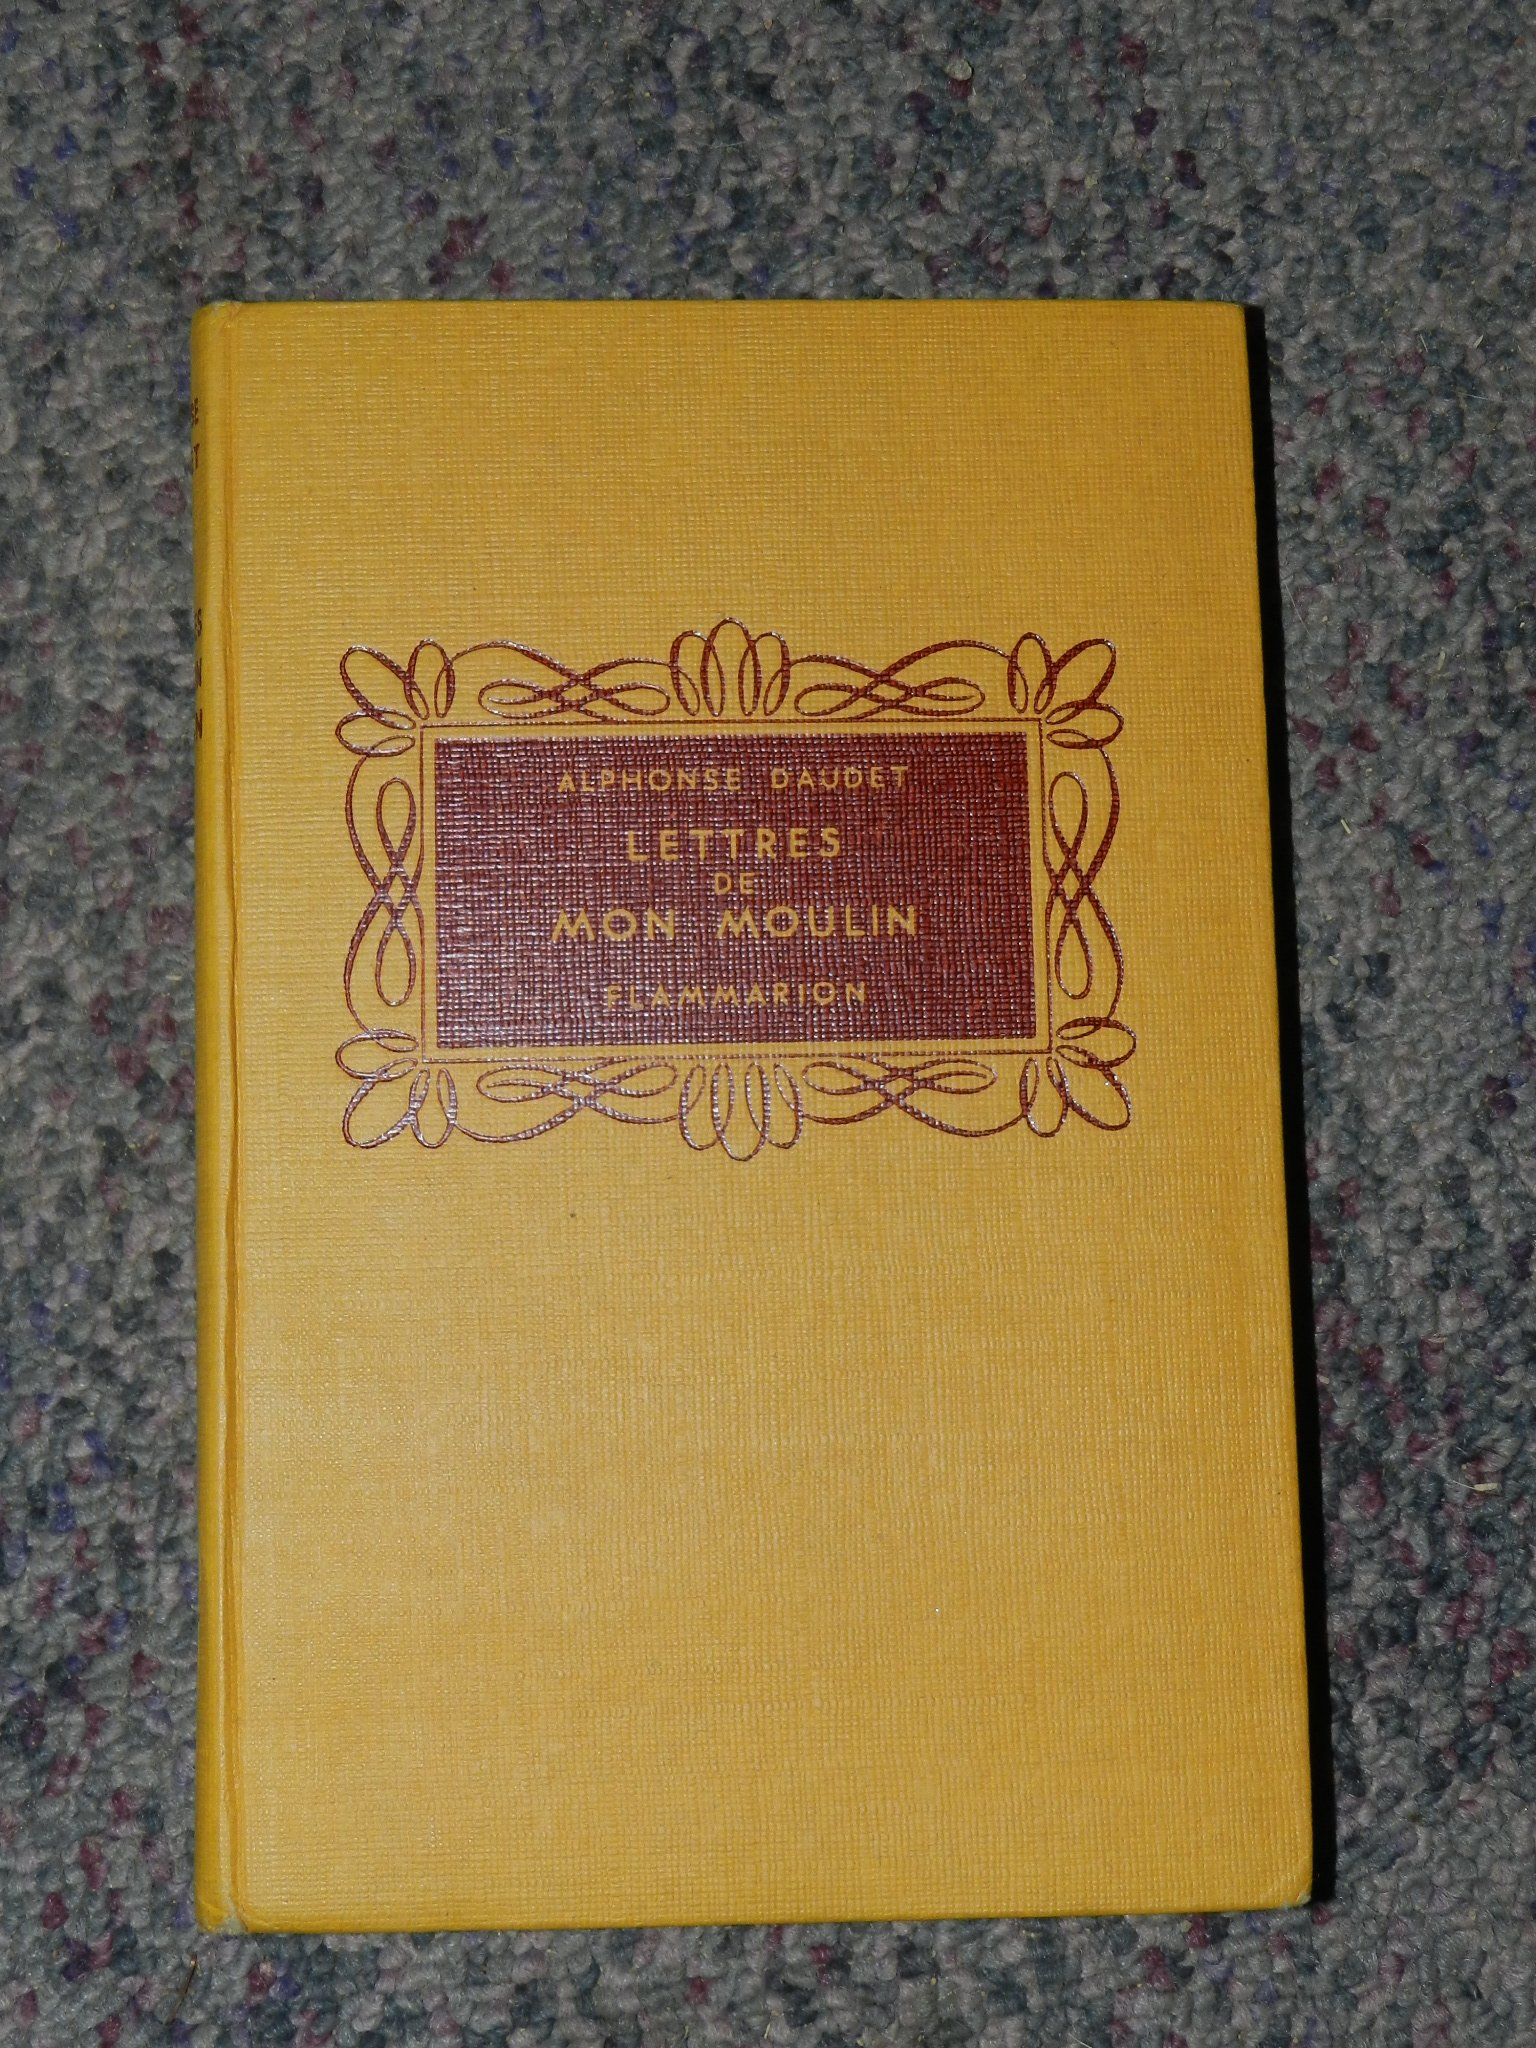 ALPHONSE DAUDET
LETTRES
DE
MON MOULIN
FLAMMARION